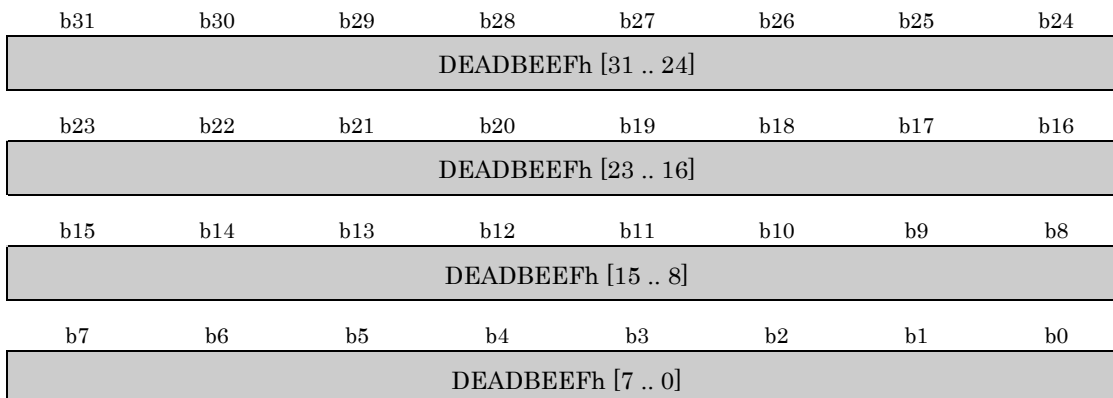 b31 b30 b29 b28 b27 b26 b25 b24
DEADBEEFh [31 .. 24]
b23 b22 b21 b20 b19 b18 b17 b16
DEADBEEFh [23 .. 16]
b15 b14 b13 b12 b11 b10 b9 b8
DEADBEEFh [15 .. 8]
b7 b6 b5 b4 b3 b2 b1 b0
DEADBEEFh [7 .. 0]